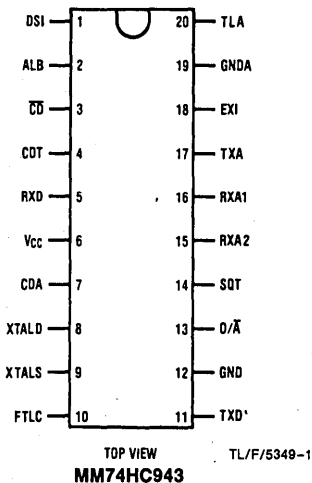 DSI 1 20 TLA
ALB 2 19 GNDA
C̅D̅ 3 18 EXI
CDT 4 17 TXA
RXD 5 16 RXA1
VCC 6 15 RXA2
CDA 7 14 SQT
XTALD 8 13 O/A̅
XTALS 9 12 GND
FTLC 10 11 TXD'
TOP VIEW TL/F/5349-1
MM74HC943